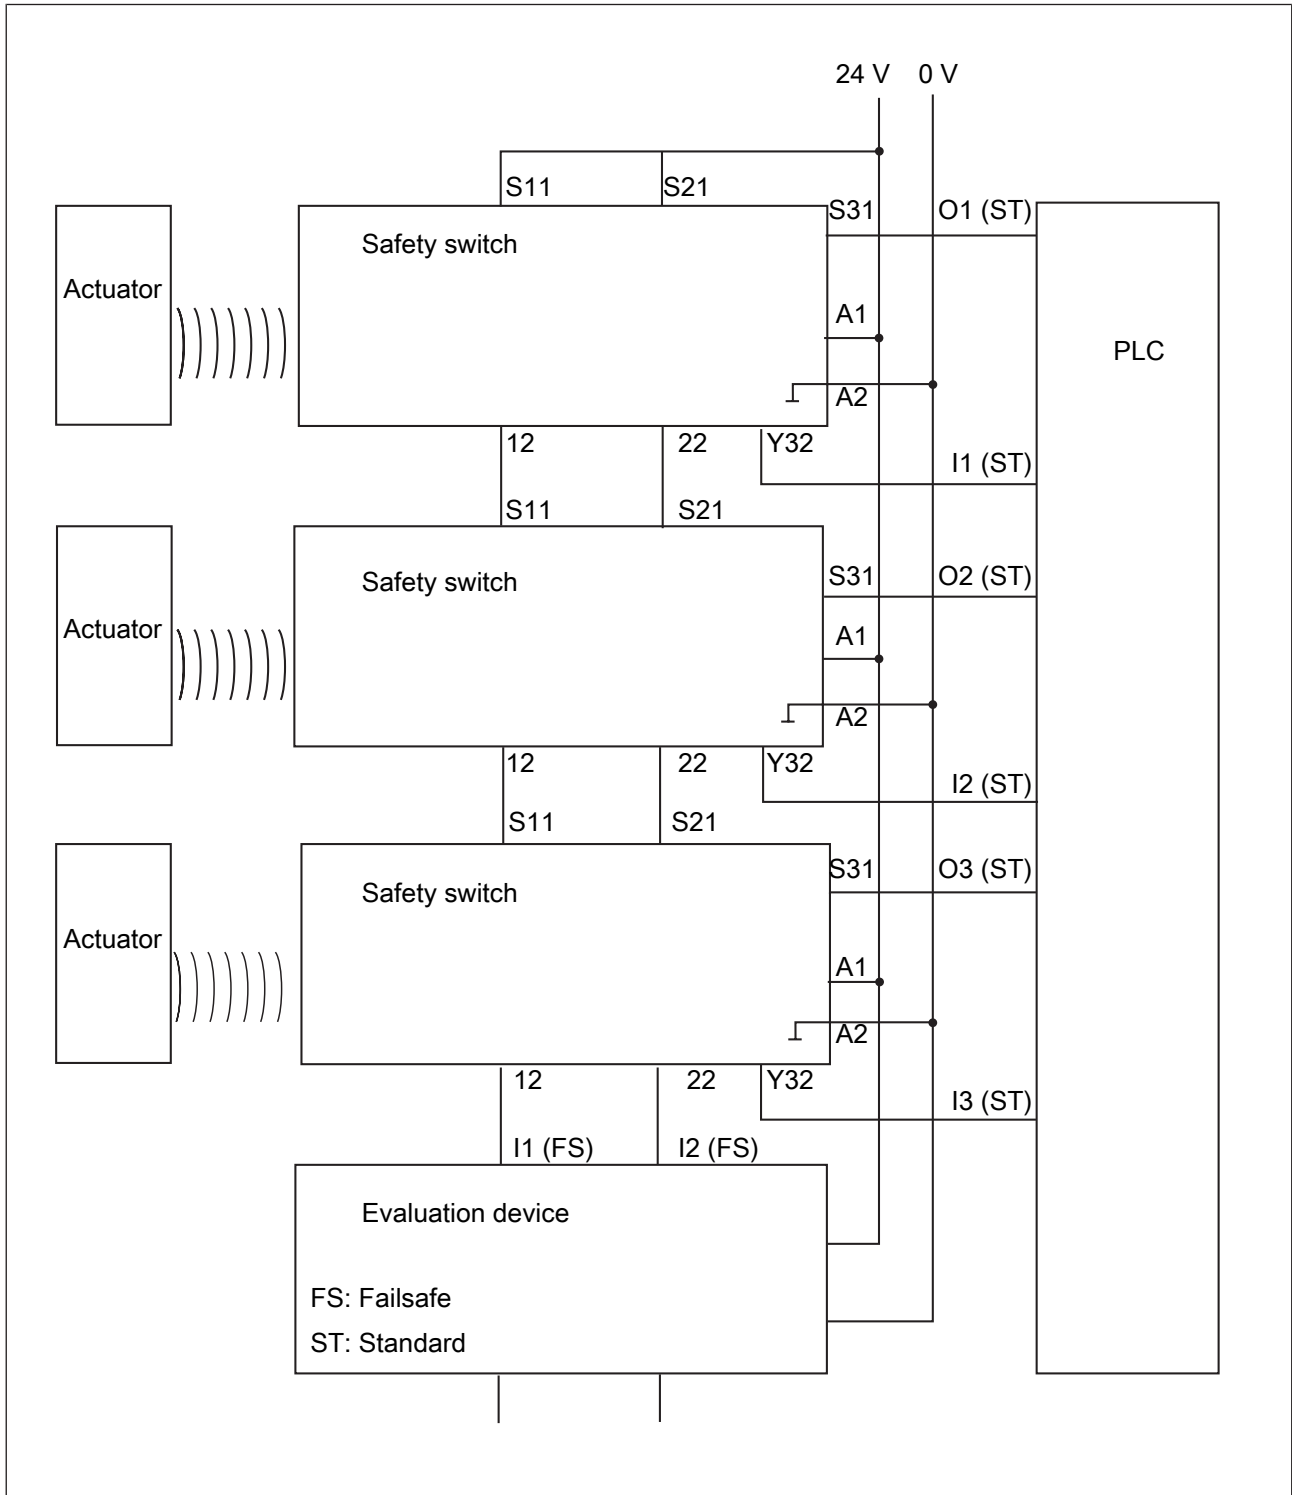 24 V 0 V
S11 S21
S31 O1 (ST)
Safety switch
Actuator
A1
PLC
A2
12 22 Y32
I1 (ST)
S11 S21
S31 O2 (ST)
Safety switch
Actuator
A1
A2
12 22 Y32
I2 (ST)
S11 S21
S31 O3 (ST)
Safety switch
Actuator
A1
A2
12 22 Y32
I3 (ST)
I1 (FS) I2 (FS)
Evaluation device
FS: Failsafe
ST: Standard